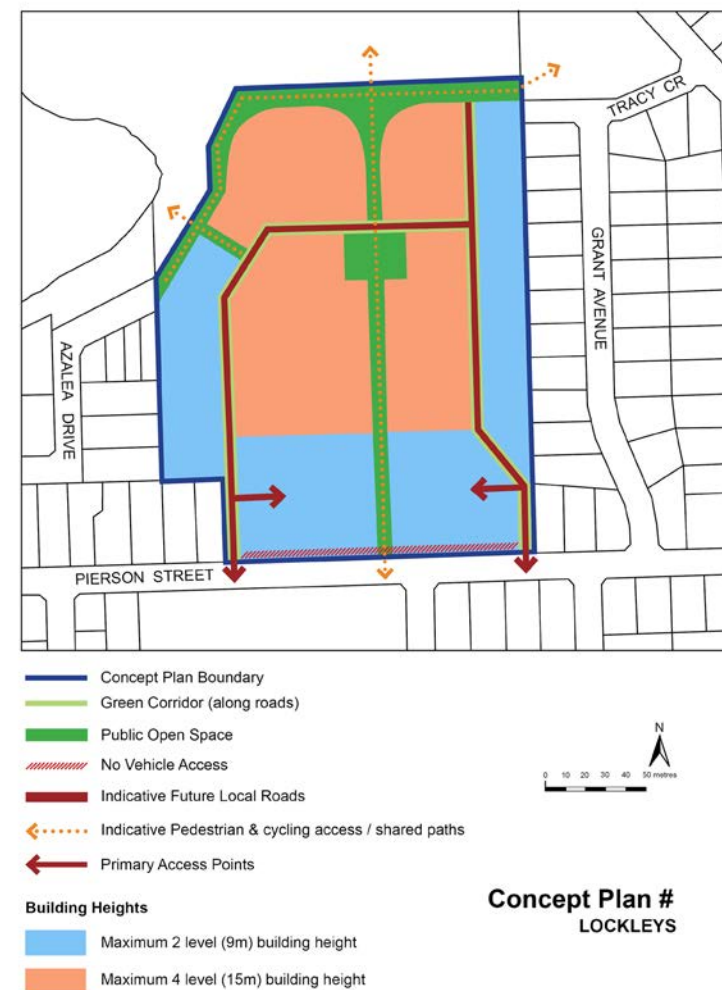 TRACY CR
GRANT AVENUE
AZALEA DRIVE
PIERSON STREET
Concept Plan Boundary
Green Corridor (along roads)
Public Open Space
No Vehicle Access
Indicative Future Local Roads
Indicative Pedestrian & cycling access / shared paths
Primary Access Points
N
0 10 20 30 40 50 metres
Building Heights
Maximum 2 level (9m) building height
Maximum 4 level (15m) building height
Concept Plan #
LOCKLEYS